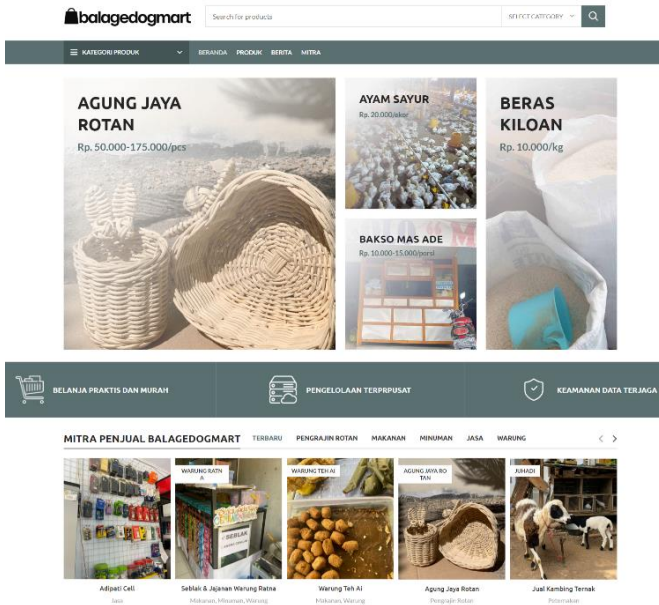 balagedogmart
Search for products
SELECT CATEGORY
KATEGORI PRODUK
BERANDA PRODUK BERITA MITRA
AGUNG JAYA
ROTAN
Rp. 50.000-175.000/pcs
AYAM SAYUR
Rp. 20.000/ekor
BERAS
KILOAN
Rp. 10.000/kg
BAKSO MAS ADE
Rp. 10.000-15.000/porsi
BELANJA PRAKTIS DAN MURAH
PENGELOLAAN TERPRPUSAT
KEAMANAN DATA TERJAGA
MITRA PENJUAL BALAGEDOGMART TERBARU PENGRAJIN ROTAN MAKANAN MINUMAN JASA WARUNG
WARUNG RATN
A
WARUNG TEH AI
AGUNG JAYA RO
TAN
JUHADI
SEBLAK
Adipati Cell
Jasa
Seblak & Jajanan Warung Ratna
Makanan, Minuman, Warung
Warung Teh Ai
Makanan, Warung
Agung Jaya Rotan
Pengrajin Rotan
Jual Kambing Ternak
Peternakan